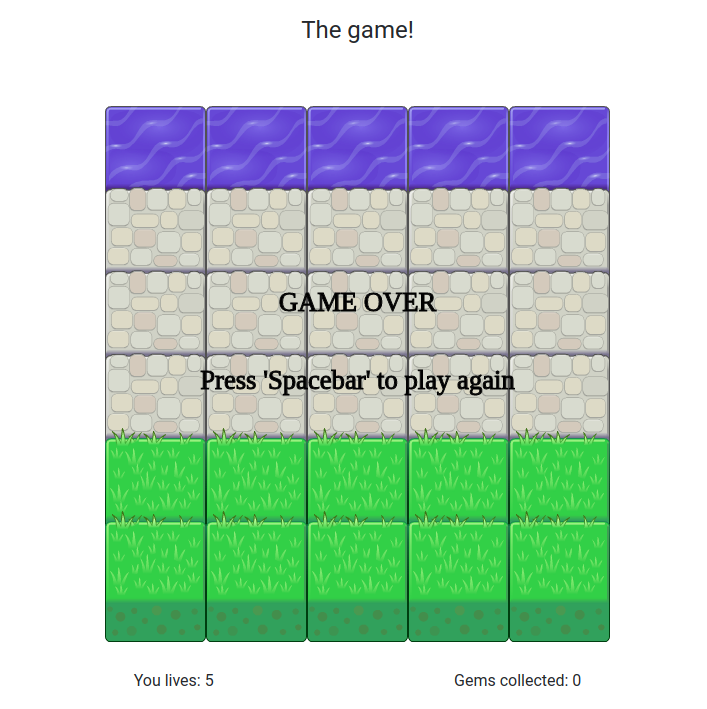 The game!
GAME OVER
Press 'Spacebar' to play again
You lives: 5
Gems collected: 0